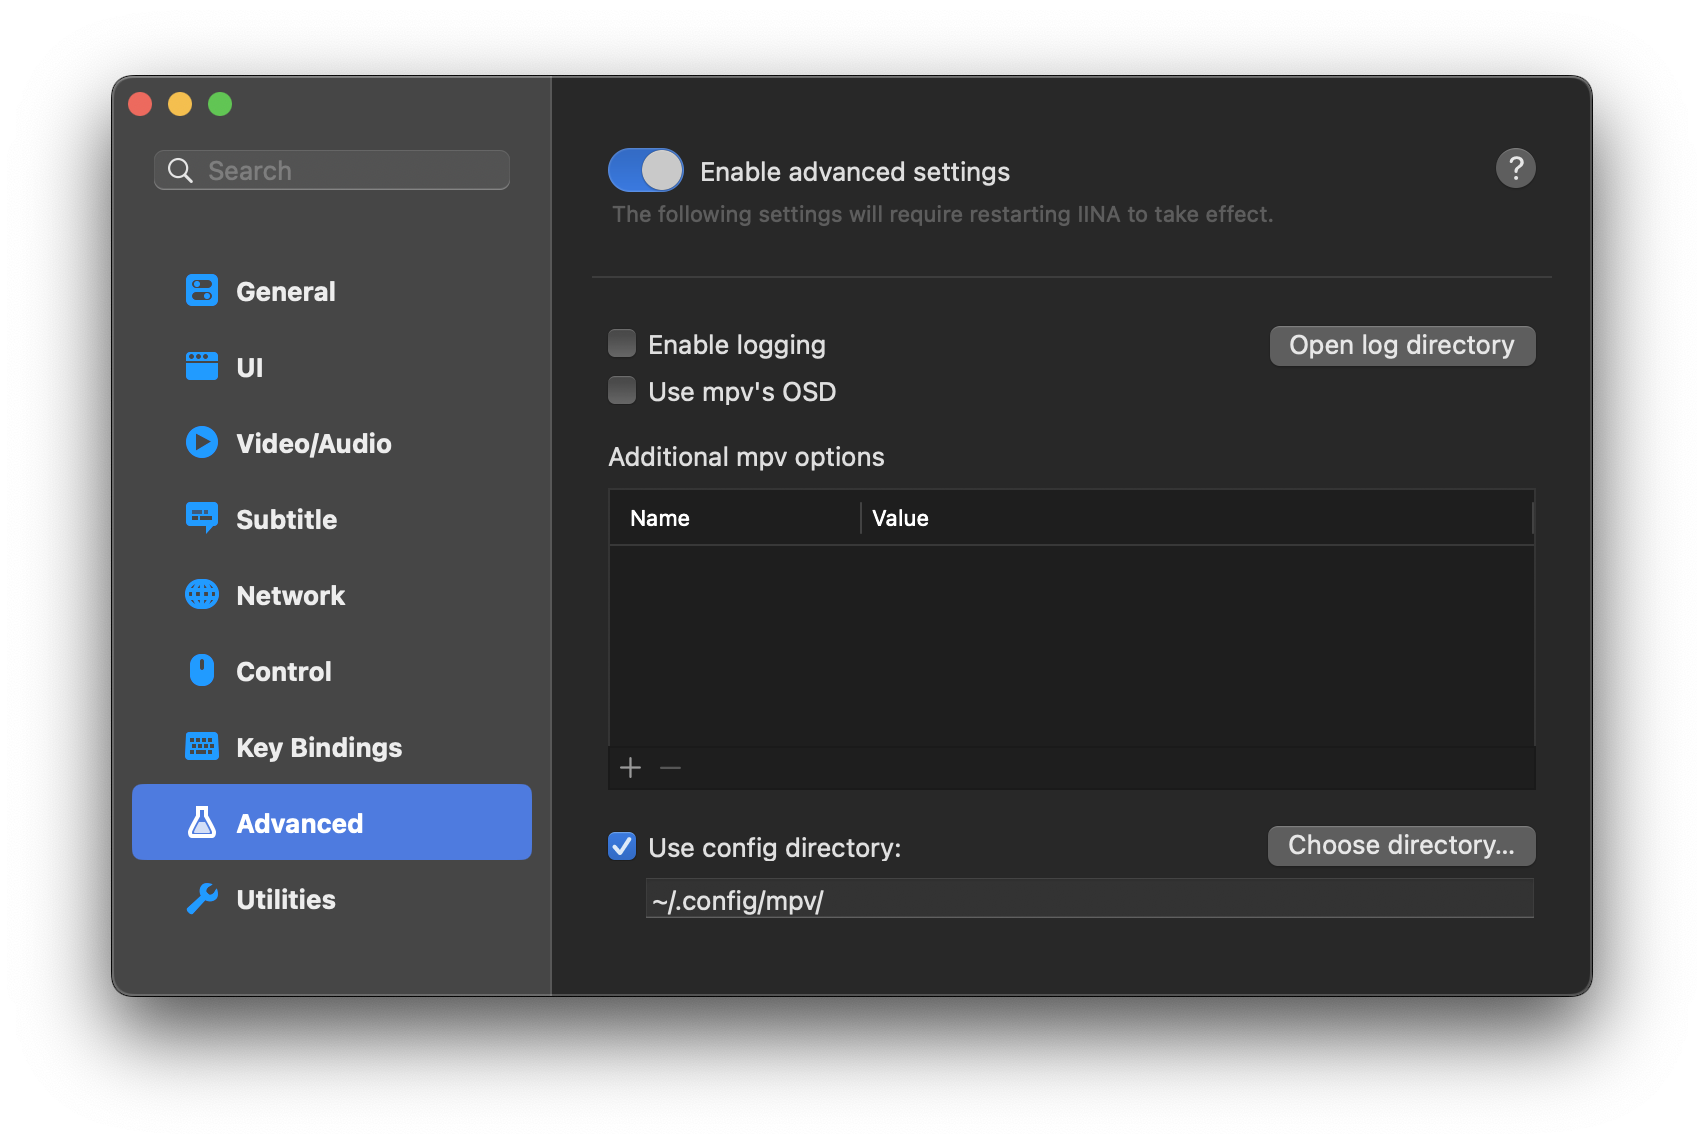 Search
General
UI
Video/Audio
Subtitle
Network
Control
Key Bindings
Advanced
Utilities
Enable advanced settings
?
The following settings will require restarting IINA to take effect.
Enable logging
Open log directory
Use mpv's OSD
Additional mpv options
Name Value
Use config directory:
Choose directory...
~/.config/mpv/